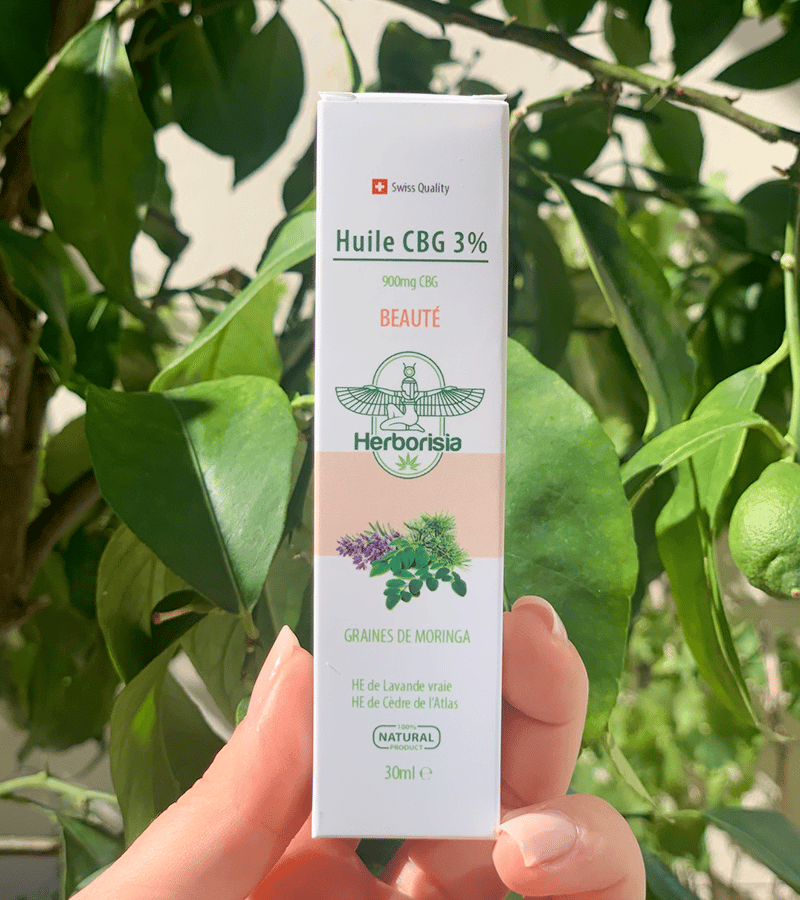 Swiss Quality
Huile CBG 3%
900mg CBG
BEAUTÉ
Herborisia
GRAINES DE MORINGA
HE de Lavande vraie
HE de Cèdre de l'Atlas
100%
NATURAL
PRODUCT
30ml ℮